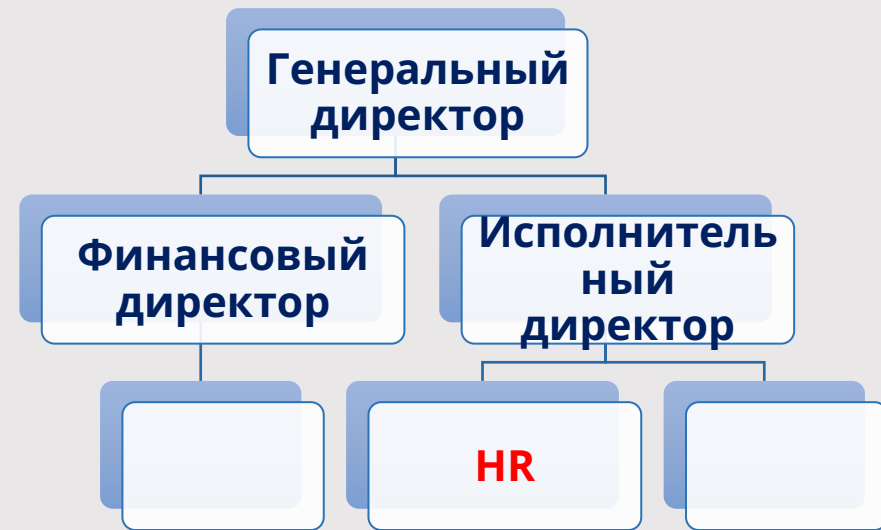 Генеральный
директор
Финансовый
директор
Исполнитель
ный
директор
HR